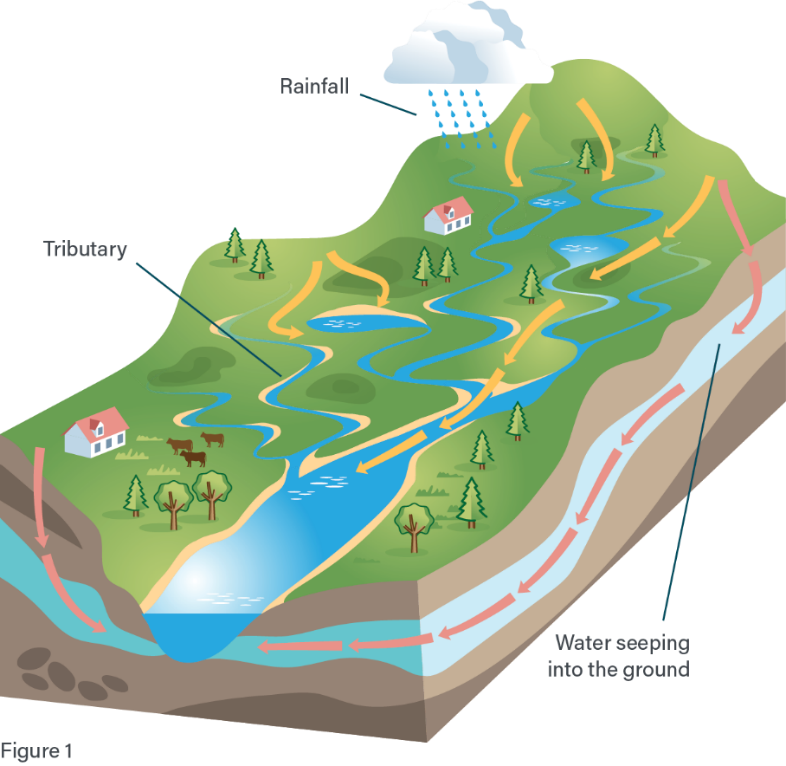 Rainfall
Tributary
Water seeping
into the ground
Figure 1